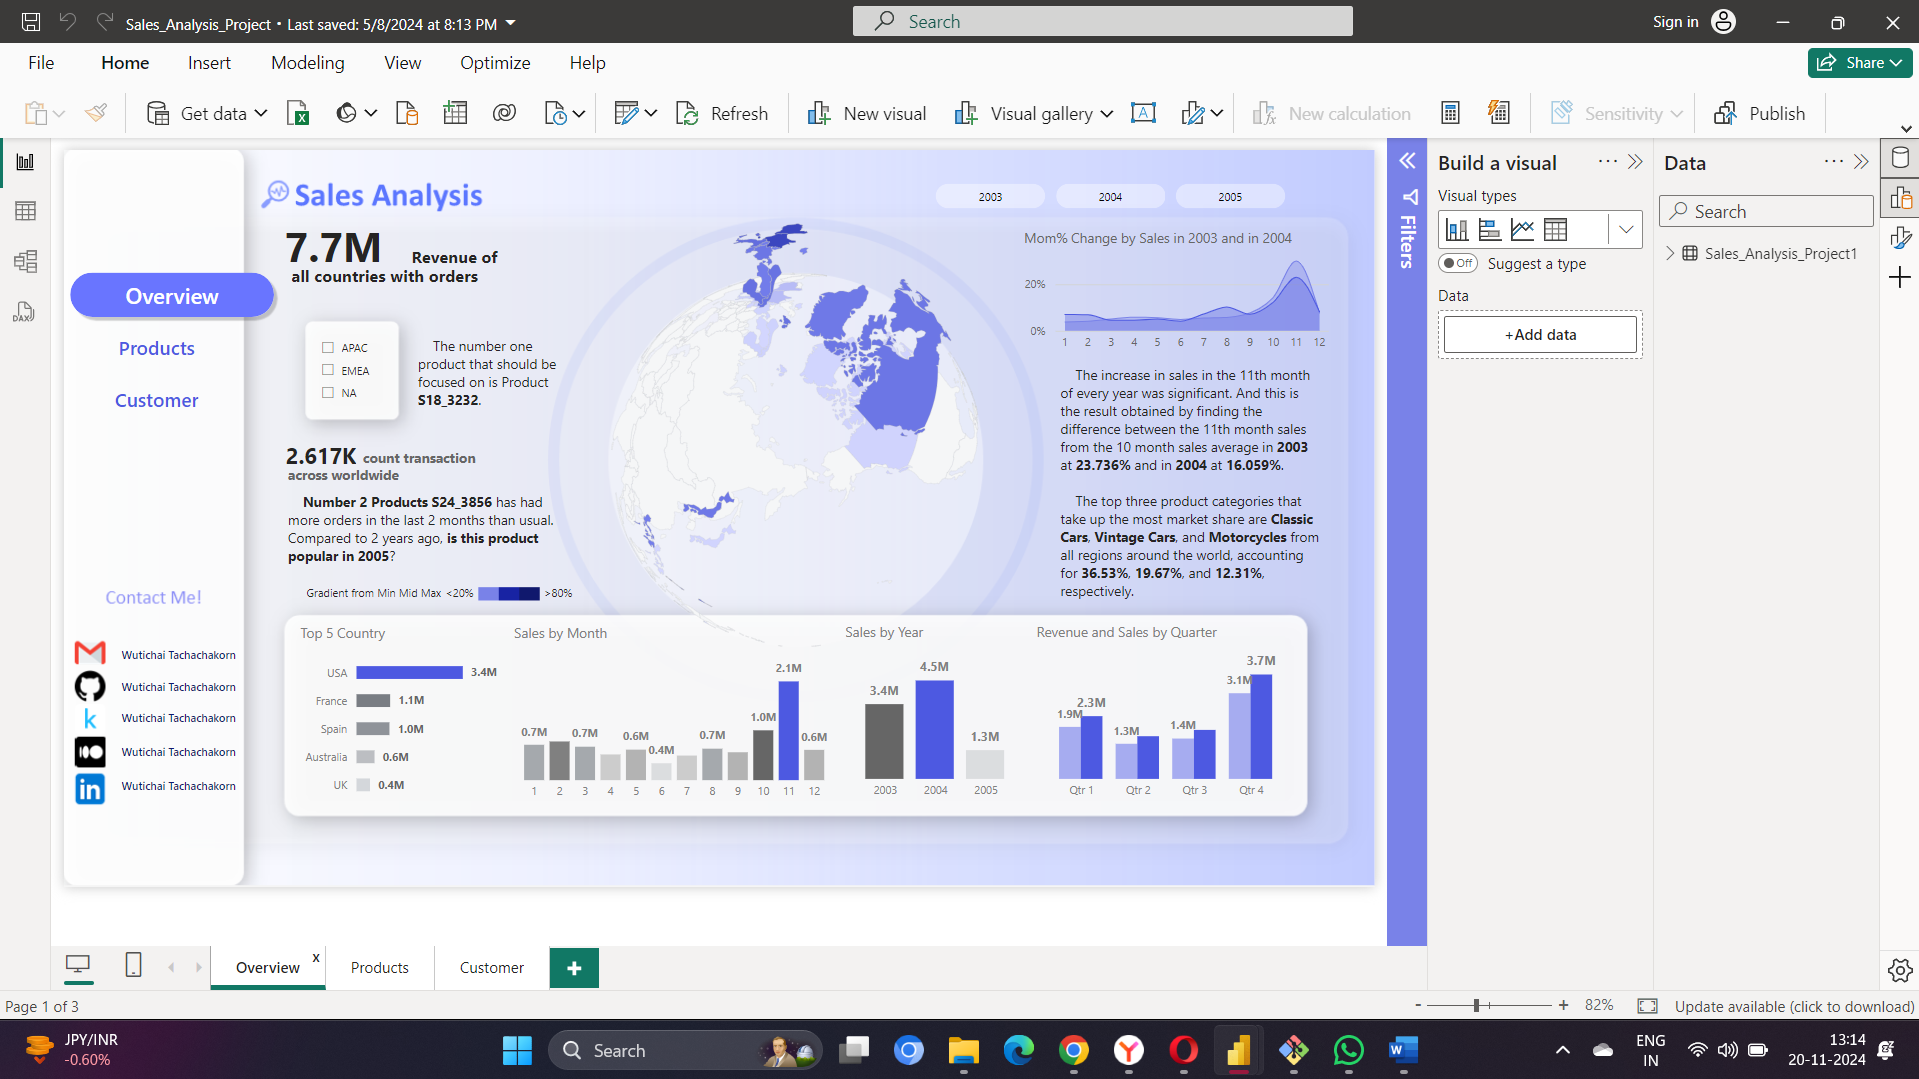 Sales_Analysis_Project • Last saved: 5/8/2024 at 8:13 PM
Search
Sign in
File Home Insert Modeling View Optimize Help
Share
Get data
Refresh
New visual
Visual gallery
New calculation
Sensitivity
Publish
Sales Analysis
2003 2004 2005
7.7M Revenue of
all countries with orders
Overview
Products
Customer
APAC
EMEA
NA
The number one
product that should be
focused on is Product
S18_3232.
2.617K count transaction
across worldwide
Number 2 Products S24_3856 has had
more orders in the last 2 months than usual.
Compared to 2 years ago, is this product
popular in 2005?
Gradient from Min Mid Max <20% >80%
Mom% Change by Sales in 2003 and in 2004
20%
0%
1 2 3 4 5 6 7 8 9 10 11 12
The increase in sales in the 11th month
of every year was significant. And this is
the result obtained by finding the
difference between the 11th month sales
from the 10 month sales average in 2003
at 23.736% and in 2004 at 16.059%.
The top three product categories that
take up the most market share are Classic
Cars, Vintage Cars, and Motorcycles from
all regions around the world, accounting
for 36.53%, 19.67%, and 12.31%,
respectively.
Contact Me!
Wutichai Tachachakorn
Wutichai Tachachakorn
Wutichai Tachachakorn
Wutichai Tachachakorn
Wutichai Tachachakorn
Top 5 Country
USA 3.4M
France 1.1M
Spain 1.0M
Australia 0.6M
UK 0.4M
Sales by Month
0.7M 0.7M 0.6M 0.4M 0.7M 1.0M 2.1M 0.6M
1 2 3 4 5 6 7 8 9 10 11 12
Sales by Year
3.4M 4.5M 1.3M
2003 2004 2005
Revenue and Sales by Quarter
1.9M 2.3M 1.3M 1.4M 3.1M 3.7M
Qtr 1 Qtr 2 Qtr 3 Qtr 4
Filters
Build a visual
Visual types
Off Suggest a type
Data
+Add data
Data
Search
Sales_Analysis_Project1
DAX
Overview x Products Customer
Page 1 of 3
- + 82%
Update available (click to download)
JPY/INR
-0.60%
Search
ENG
IN
13:14
20-11-2024